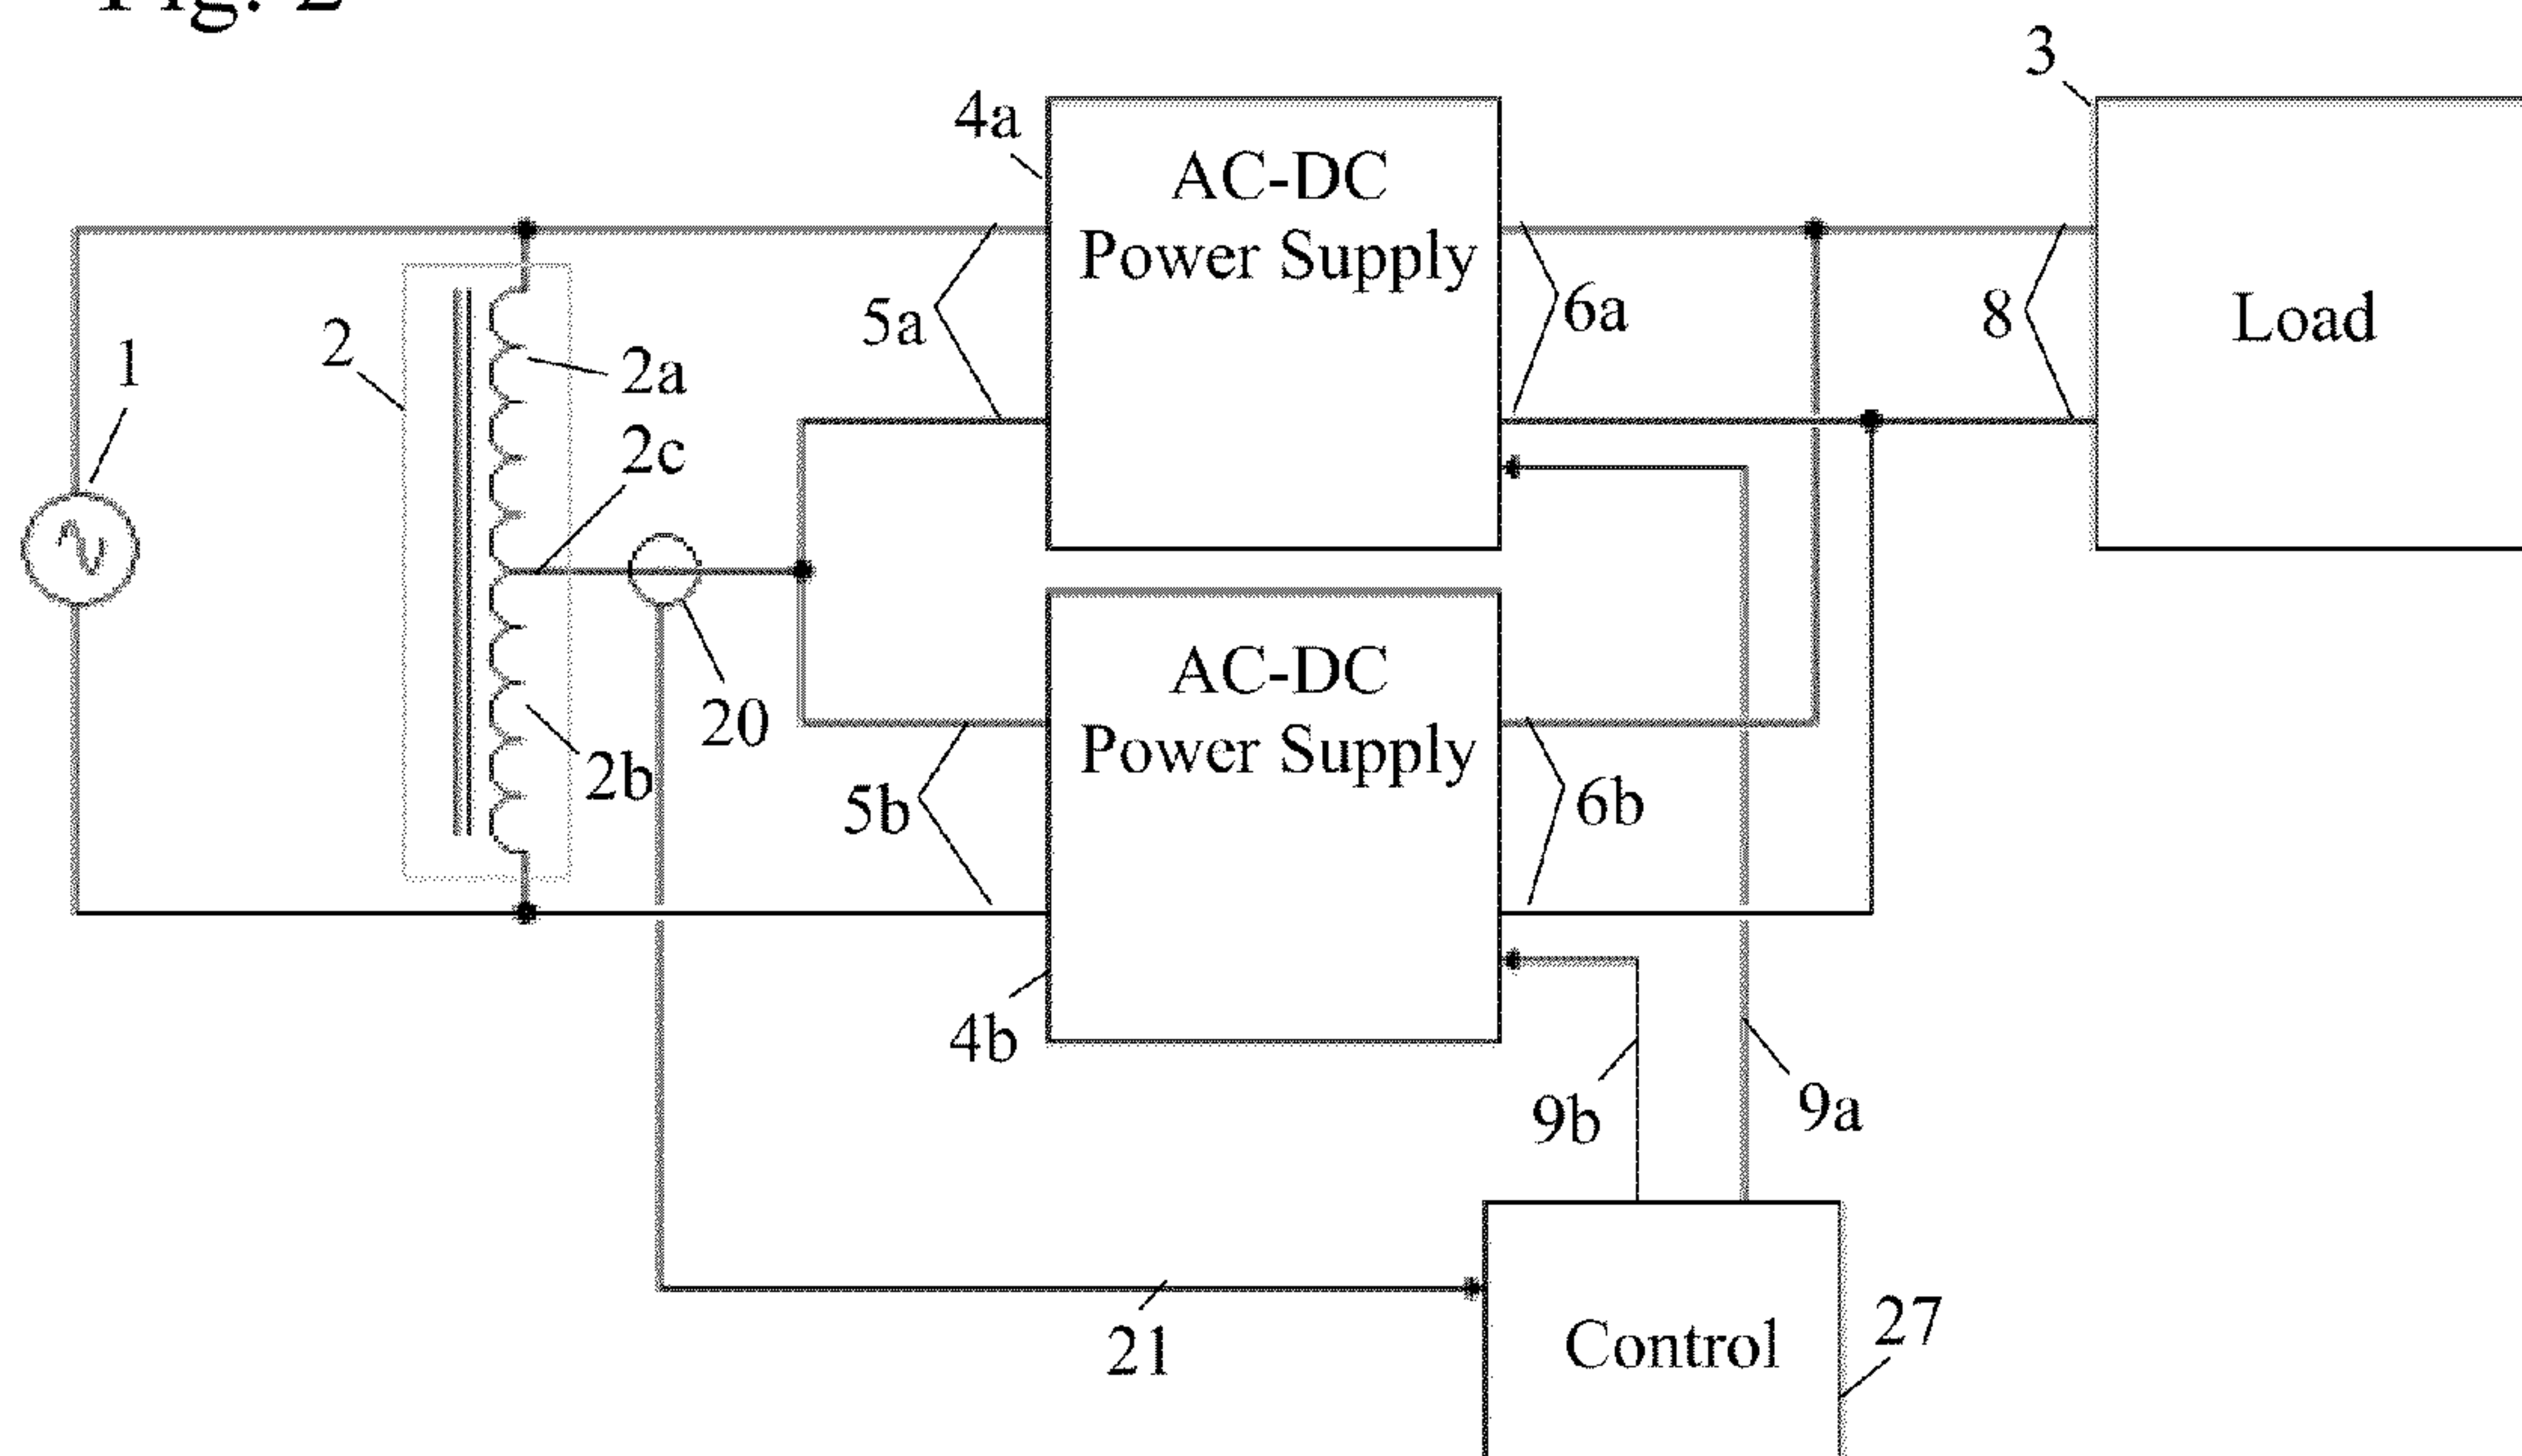 Fig. 2
3
4a
AC-DC
Power Supply
5a
6a
8
Load
1
2
2a
2c
20
2b
AC-DC
Power Supply
5b
6b
4b
9b
9a
21
Control
27